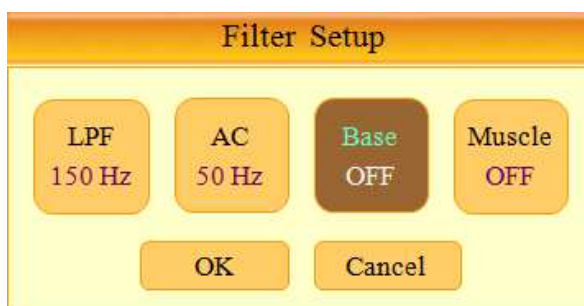 Filter Setup
LPF
150 Hz
AC
50 Hz
Base
OFF
Muscle
OFF
OK
Cancel